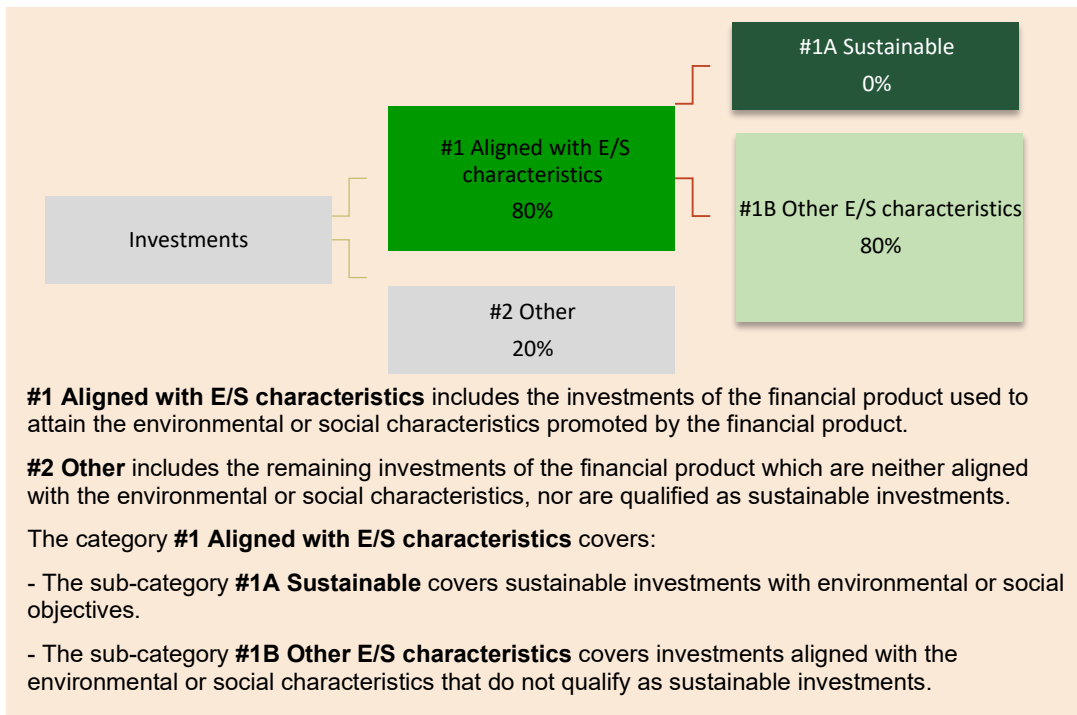 #1A Sustainable
0%
#1 Aligned with E/S
characteristics
80%
#1B Other E/S characteristics
80%
Investments
#2 Other
20%
#1 Aligned with E/S characteristics includes the investments of the financial product used to
attain the environmental or social characteristics promoted by the financial product.
#2 Other includes the remaining investments of the financial product which are neither aligned
with the environmental or social characteristics, nor are qualified as sustainable investments.
The category #1 Aligned with E/S characteristics covers:
- The sub-category #1A Sustainable covers sustainable investments with environmental or social
objectives.
- The sub-category #1B Other E/S characteristics covers investments aligned with the
environmental or social characteristics that do not qualify as sustainable investments.